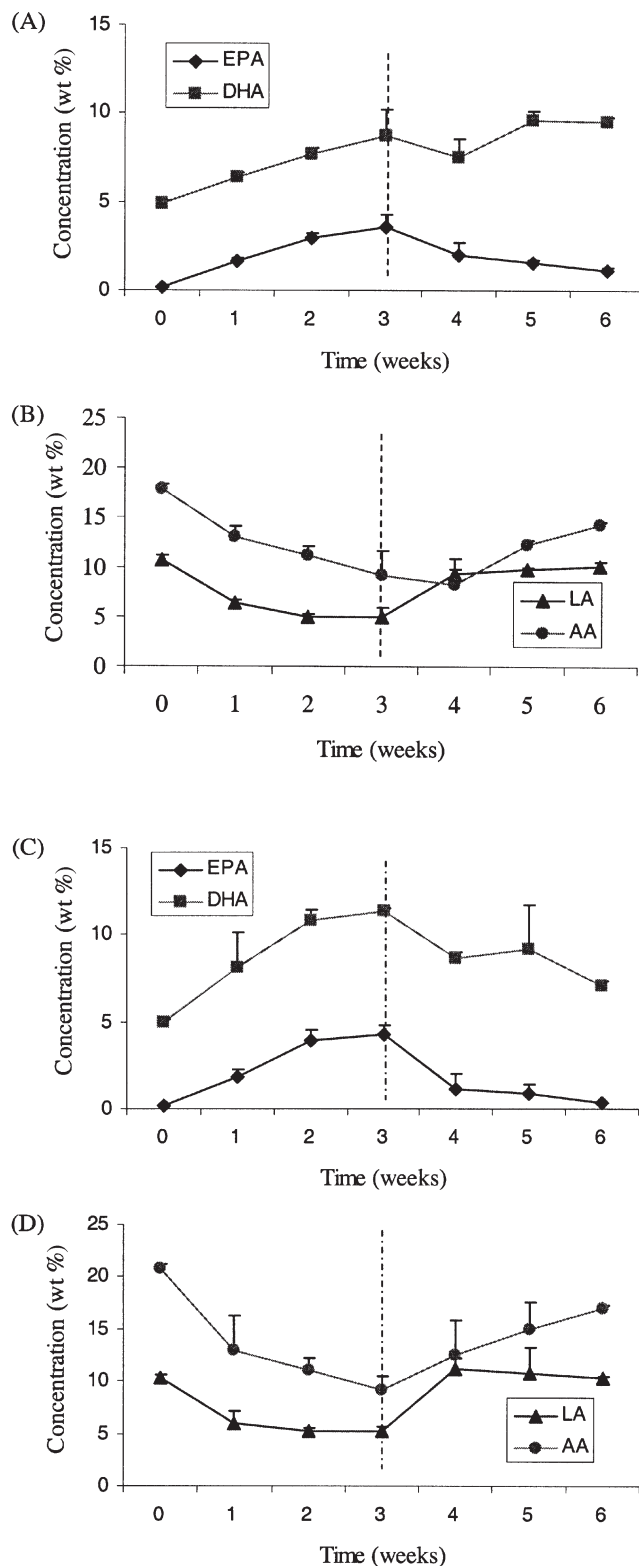 (A)
EPA
DHA
Concentration (wt %)
15
10
5
0
0 1 2 3 4 5 6
Time (weeks)
(B)
Concentration (wt %)
25
20
15
10
5
0
LA
AA
0 1 2 3 4 5 6
Time (weeks)
(C)
EPA
DHA
Concentration (wt %)
15
10
5
0
0 1 2 3 4 5 6
Time (weeks)
(D)
Concentration (wt %)
25
20
15
10
5
0
LA
AA
0 1 2 3 4 5 6
Time (weeks)